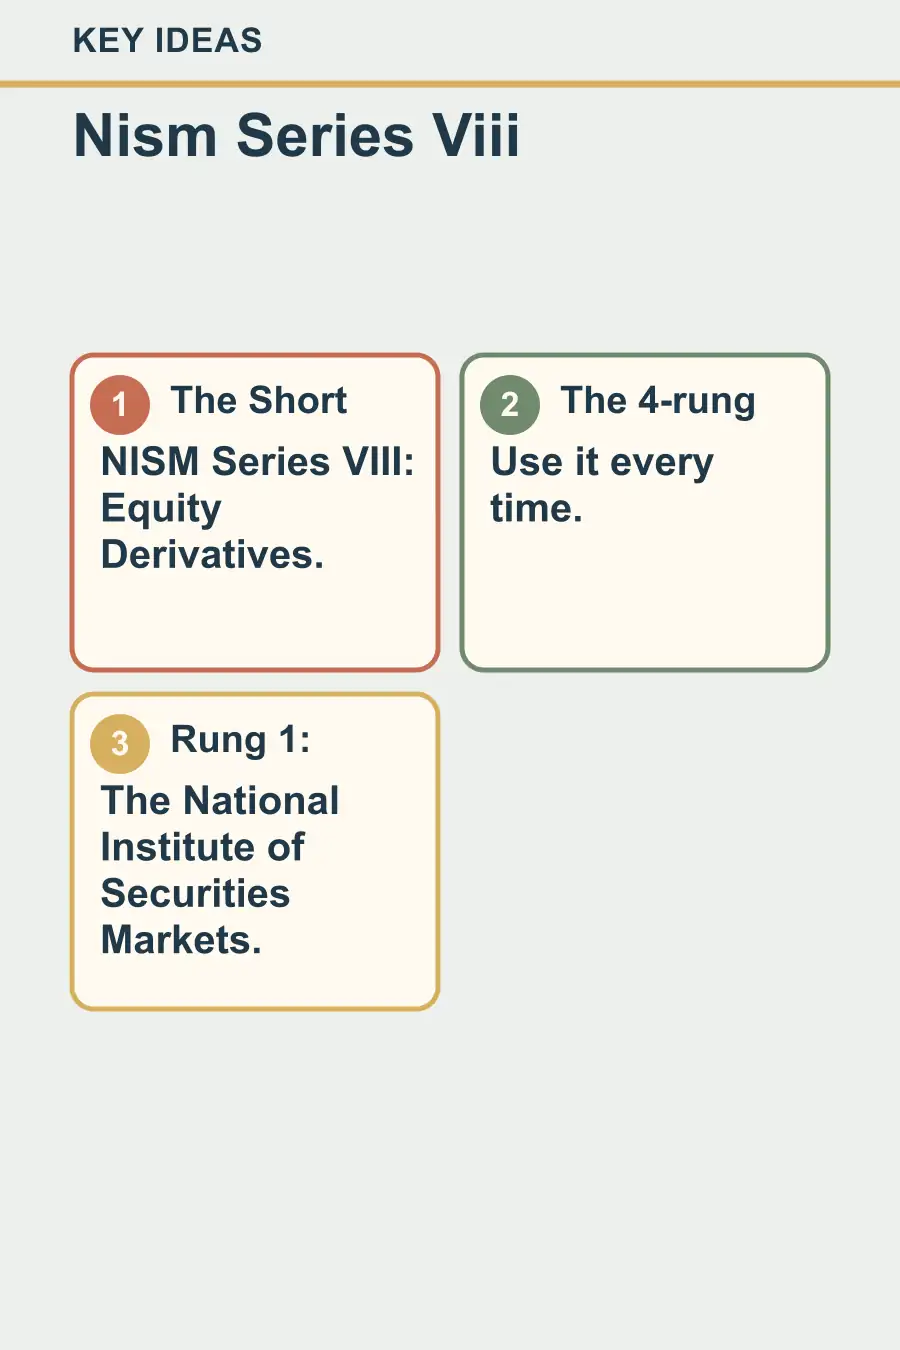 KEY IDEAS
Nism Series Viii
1 The Short
NISM Series VIII:
Equity
Derivatives.
2 The 4-rung
Use it every
time.
3 Rung 1:
The National
Institute of
Securities
Markets.